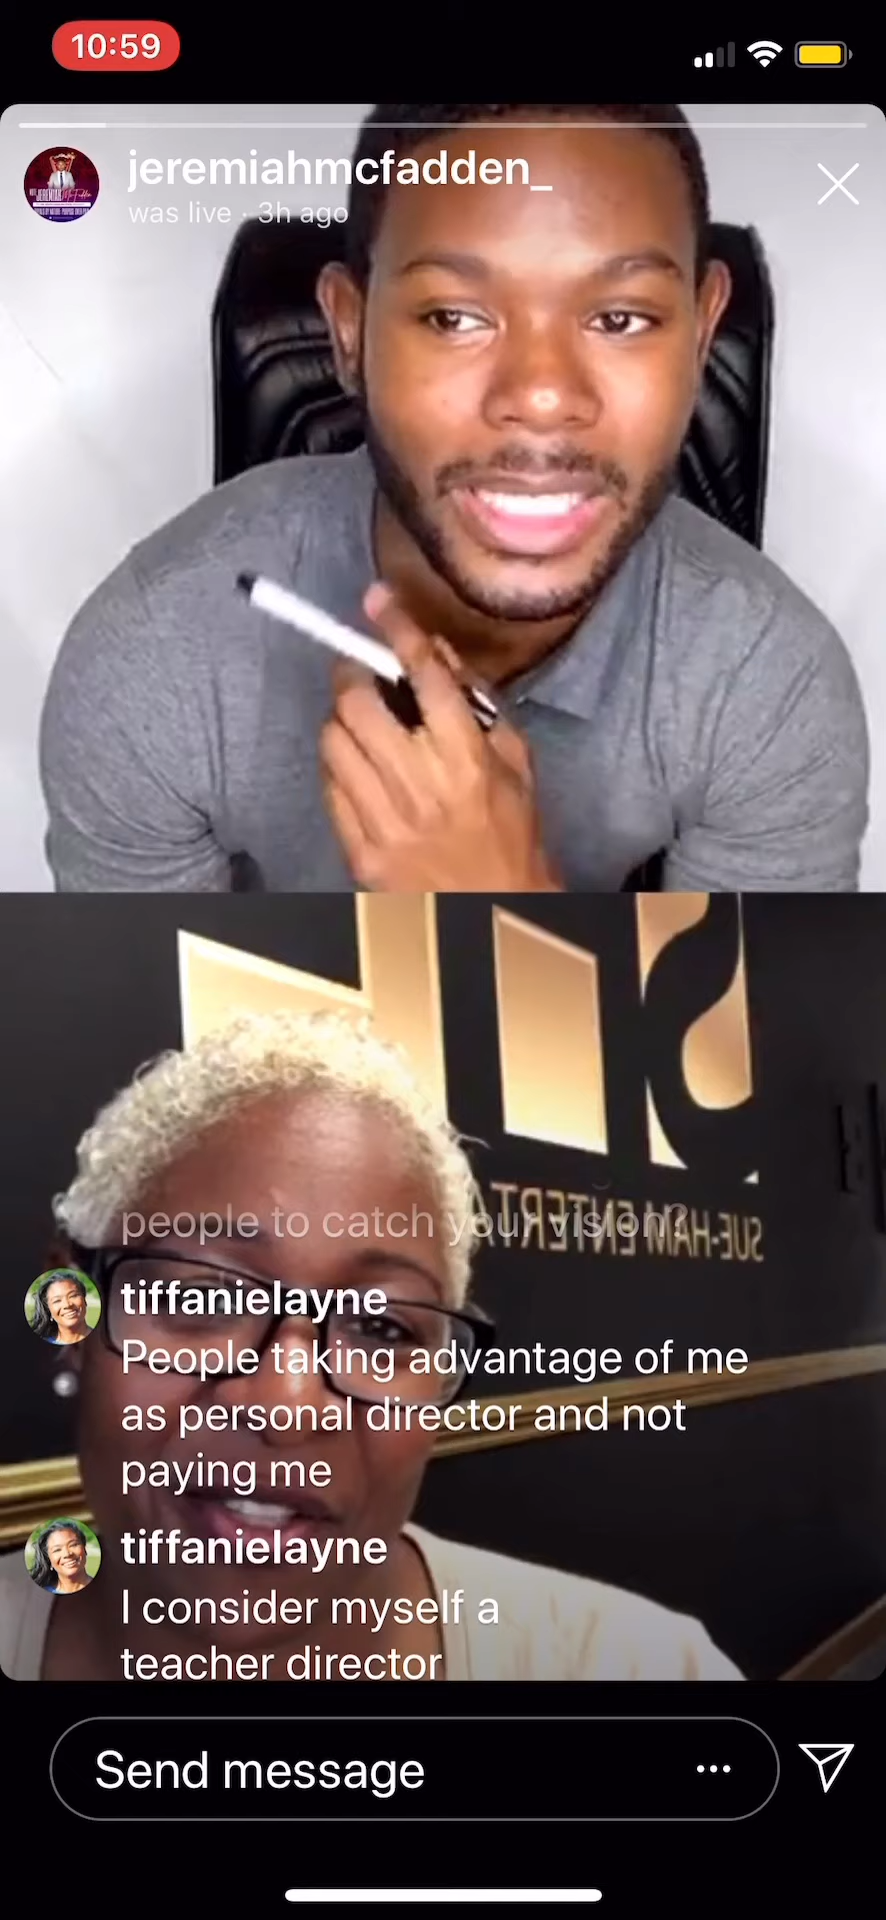 10:59
jeremiahmcfadden_
was live · 3h ago
SUE-HAM ENTERTA
people to catch your vision?
tiffanielayne
People taking advantage of me
as personal director and not
paying me
tiffanielayne
I consider myself a
teacher director
Send message